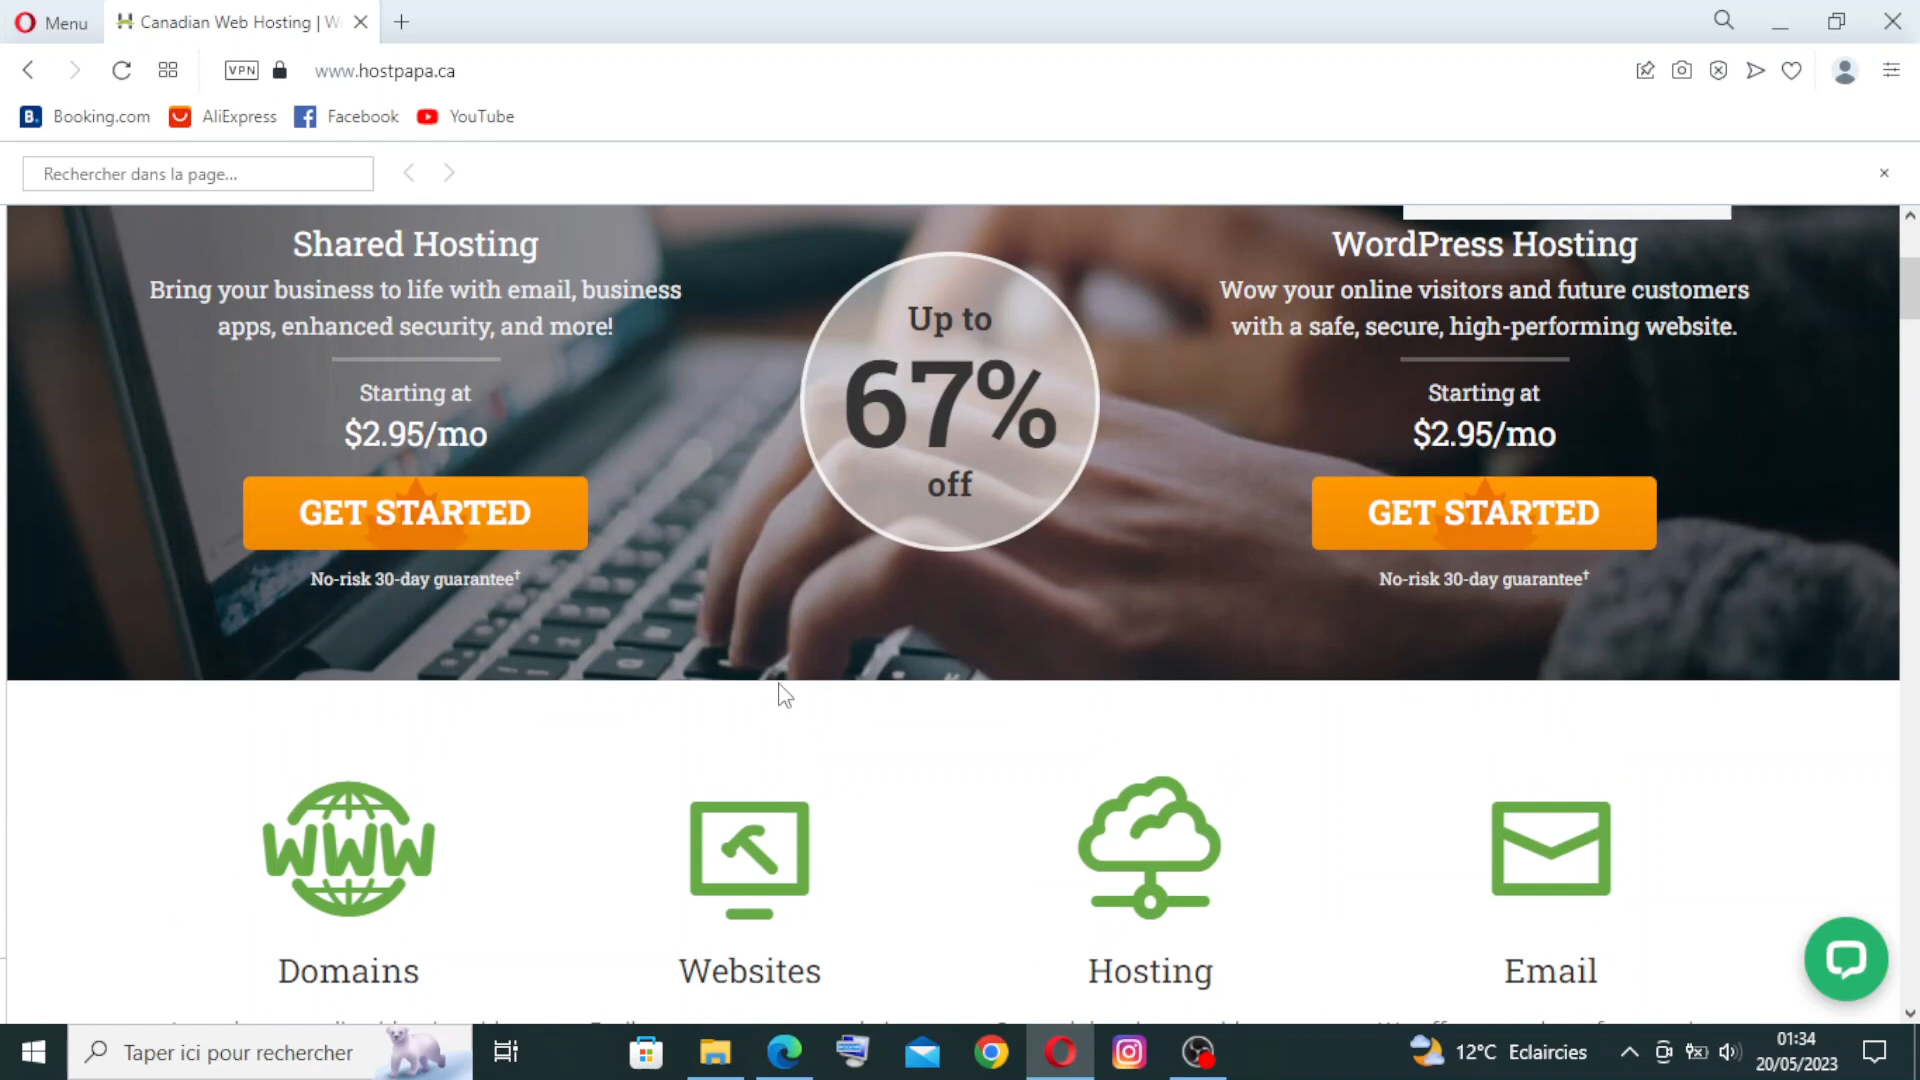 Menu
Canadian Web Hosting | W
VPN
www.hostpapa.ca
B.
Booking.com
AliExpress
Facebook
YouTube
Rechercher dans la page...
Shared Hosting
Bring your business to life with email, business
apps, enhanced security, and more!
Starting at
$2.95/mo
GET STARTED
No-risk 30-day guarantee†
Up to
67%
off
WordPress Hosting
Wow your online visitors and future customers
with a safe, secure, high-performing website.
Starting at
$2.95/mo
GET STARTED
No-risk 30-day guarantee†
WWW
Domains
Websites
Hosting
Email
Taper ici pour rechercher
12°C Eclaircies
01:34
20/05/2023